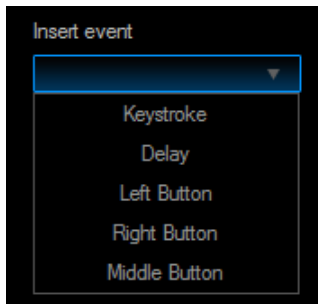 Insert event
Keystroke
Delay
Left Button
Right Button
Middle Button